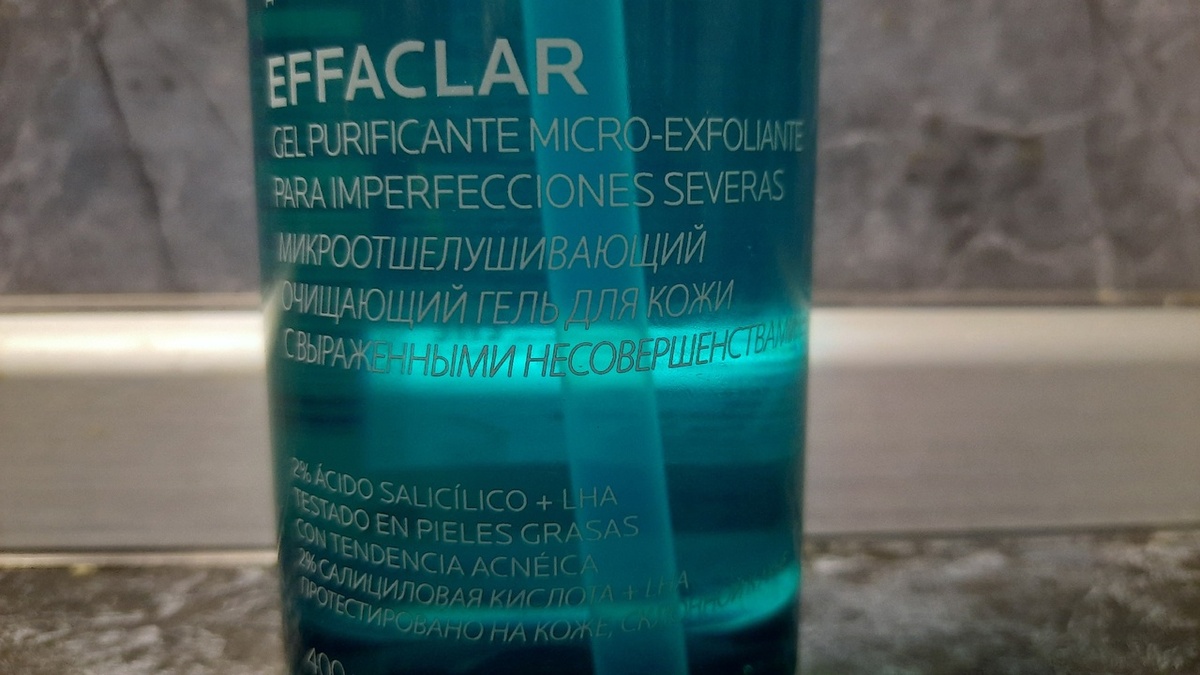 EFFACLAR
GEL PURIFICANTE MICRO-EXFOLIANTE
PARA IMPERFECCIONES SEVERAS
МИКРООТШЕЛУШИВАЮЩИЙ
ОЧИЩАЮЩИЙ ГЕЛЬ ДЛЯ КОЖИ
С ВЫРАЖЕННЫМИ НЕСОВЕРШЕНСТВАМИ
2% ÁCIDO SALICÍLICO + LHA
TESTADO EN PIELES GRASAS
CON TENDENCIA ACNÉICA
2% САЛИЦИЛОВАЯ КИСЛОТА + LHA
ПРОТЕСТИРОВАНО НА КОЖЕ,
400